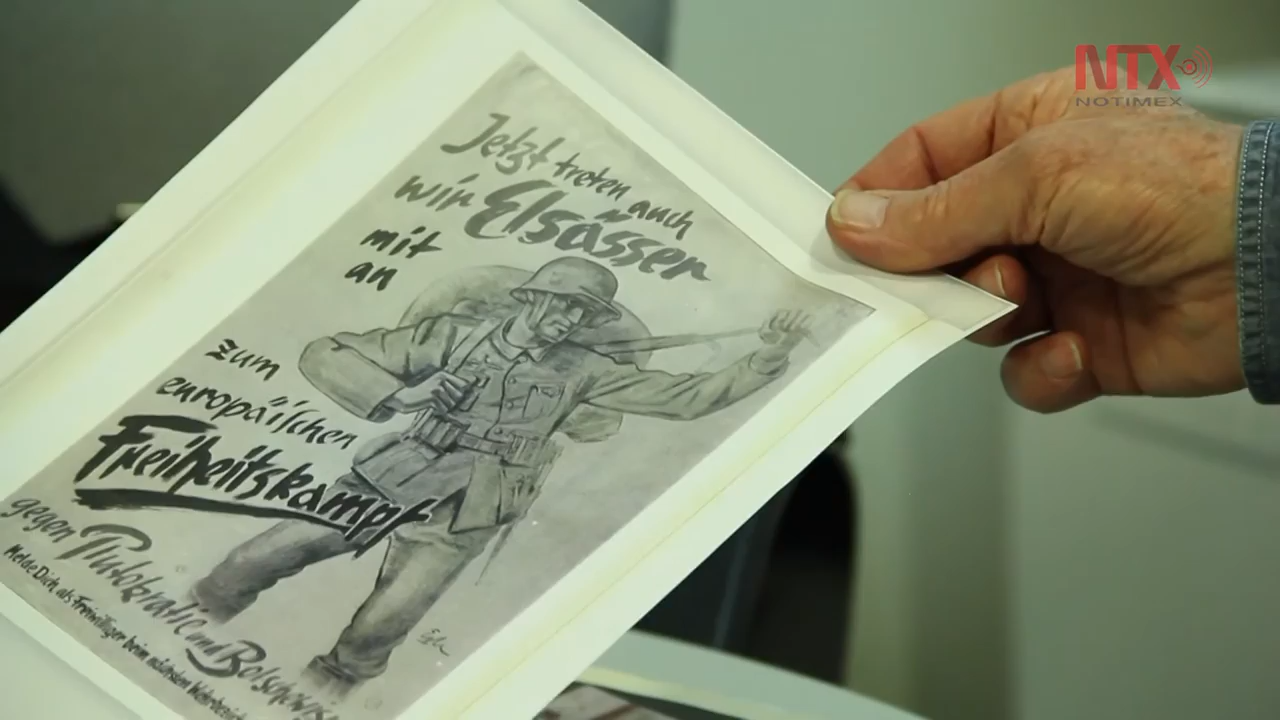 NTX
NOTIMEX
Jetzt treten auch
wir Elsässer
mit
an
zum
europäischen
Freiheitskampf
gegen Plutokratie und
Melde Dich als Freiwilliger beim nächsten